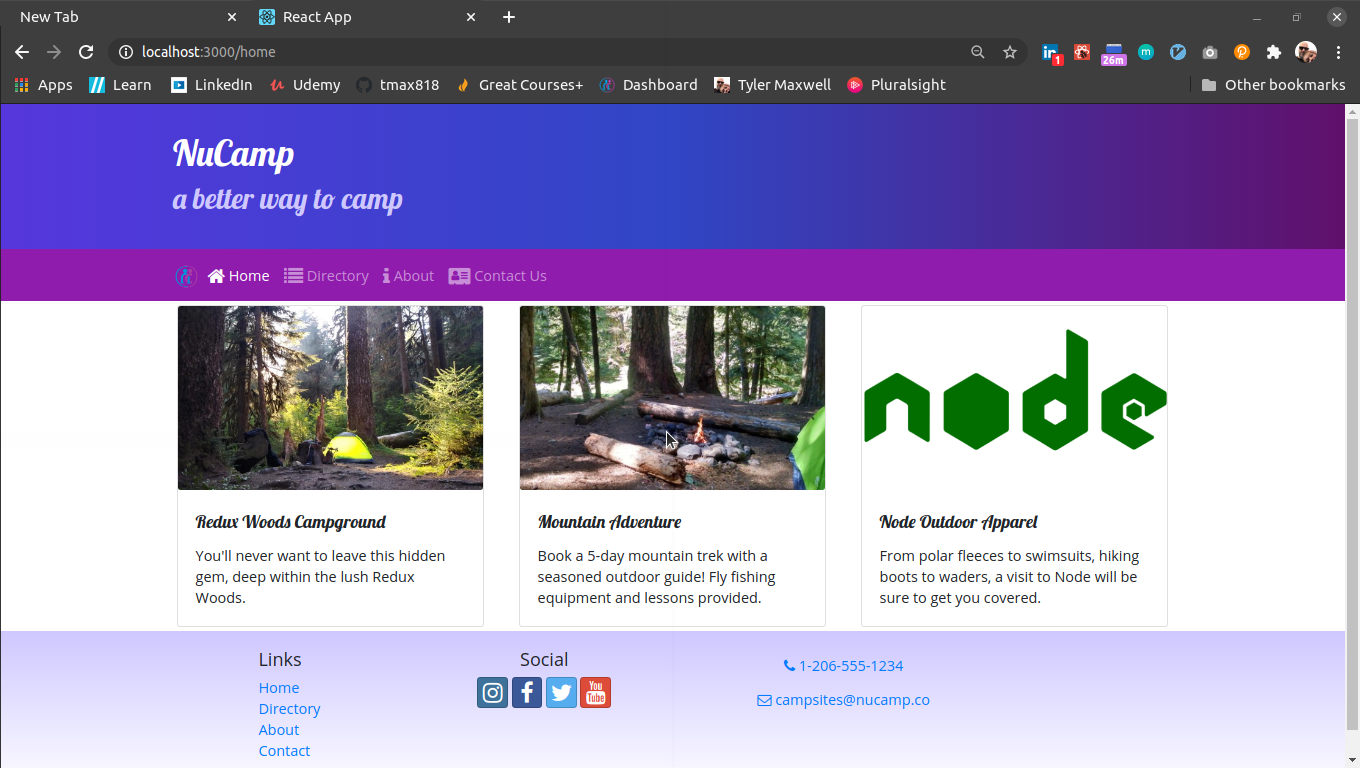 New Tab
React App
localhost:3000/home
1
26m
m
Apps
Learn
LinkedIn
Udemy
tmax818
Great Courses+
Dashboard
Tyler Maxwell
Pluralsight
Other bookmarks
NuCamp
a better way to camp
Home
Directory
About
Contact Us
node
Redux Woods Campground
You'll never want to leave this hidden
gem, deep within the lush Redux
Woods.
Mountain Adventure
Book a 5-day mountain trek with a
seasoned outdoor guide! Fly fishing
equipment and lessons provided.
Node Outdoor Apparel
From polar fleeces to swimsuits, hiking
boots to waders, a visit to Node will be
sure to get you covered.
Links
Home
Directory
About
Contact
Social
You
Tube
1-206-555-1234
campsites@nucamp.co